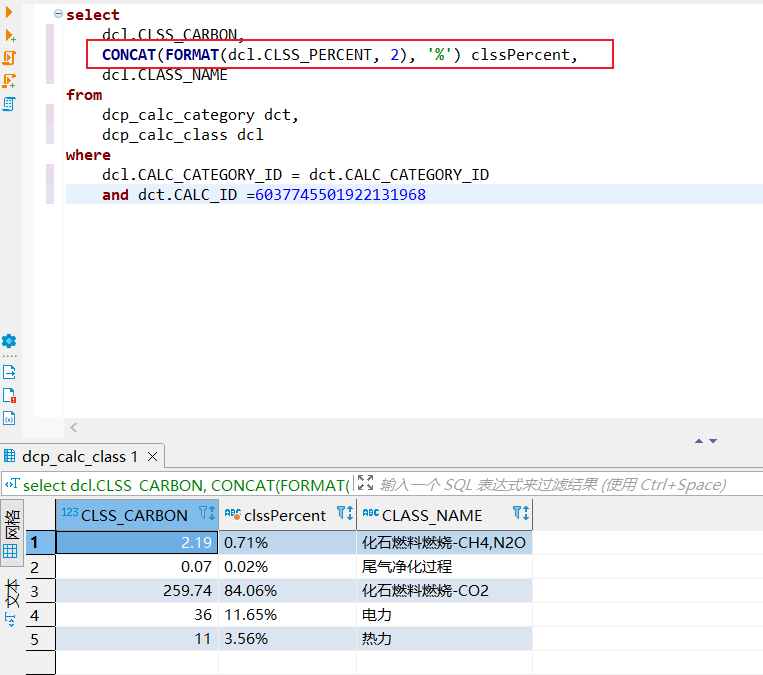 select
dcl.CLSS_CARBON,
CONCAT(FORMAT(dcl.CLSS_PERCENT, 2), '%') clssPercent,
dcl.CLASS_NAME
from
dcp_calc_category dct,
dcp_calc_class dcl
where
dcl.CALC_CATEGORY_ID = dct.CALC_CATEGORY_ID
and dct.CALC_ID =6037745501922131968
dcp_calc_class 1
select dcl.CLSS_CARBON, CONCAT(FORMAT( 输入一个 SQL 表达式来过滤结果 (使用 Ctrl+Space)
网格
文本
123 CLSS_CARBON ABC clssPercent ABC CLASS_NAME
1 2.19 0.71% 化石燃料燃烧-CH4,N2O
2 0.07 0.02% 尾气净化过程
3 259.74 84.06% 化石燃料燃烧-CO2
4 36 11.65% 电力
5 11 3.56% 热力